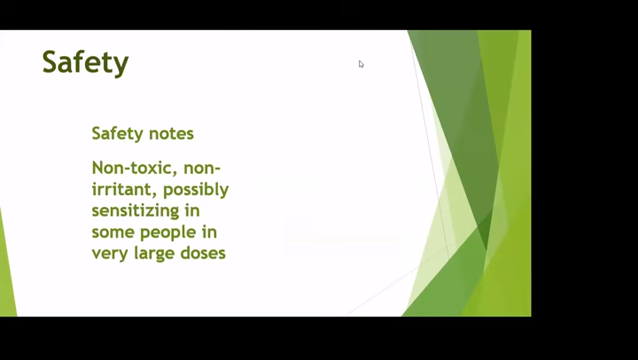 Safety
Safety notes
Non-toxic, non-
irritant, possibly
sensitizing in
some people in
very large doses